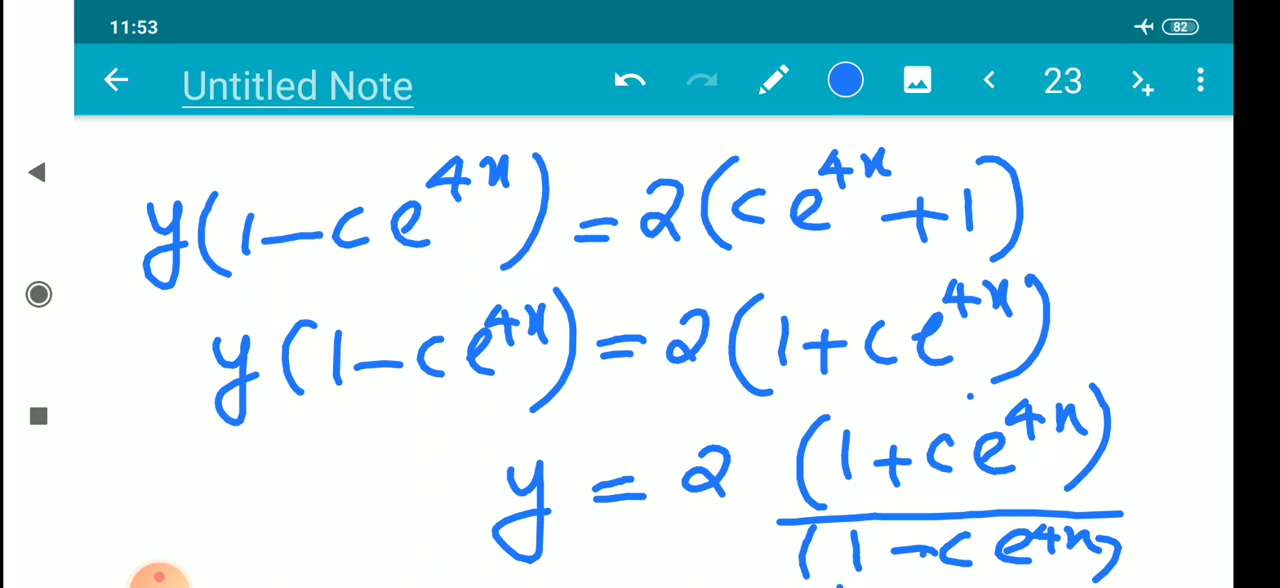 11:53 82
Untitled Note 23
y(1-ce^{4x}) = 2(ce^{4x}+1)
y(1-ce^{4x}) = 2(1+ce^{4x})
y = 2 \frac{(1+ce^{4x})}{(1-ce^{4x})}